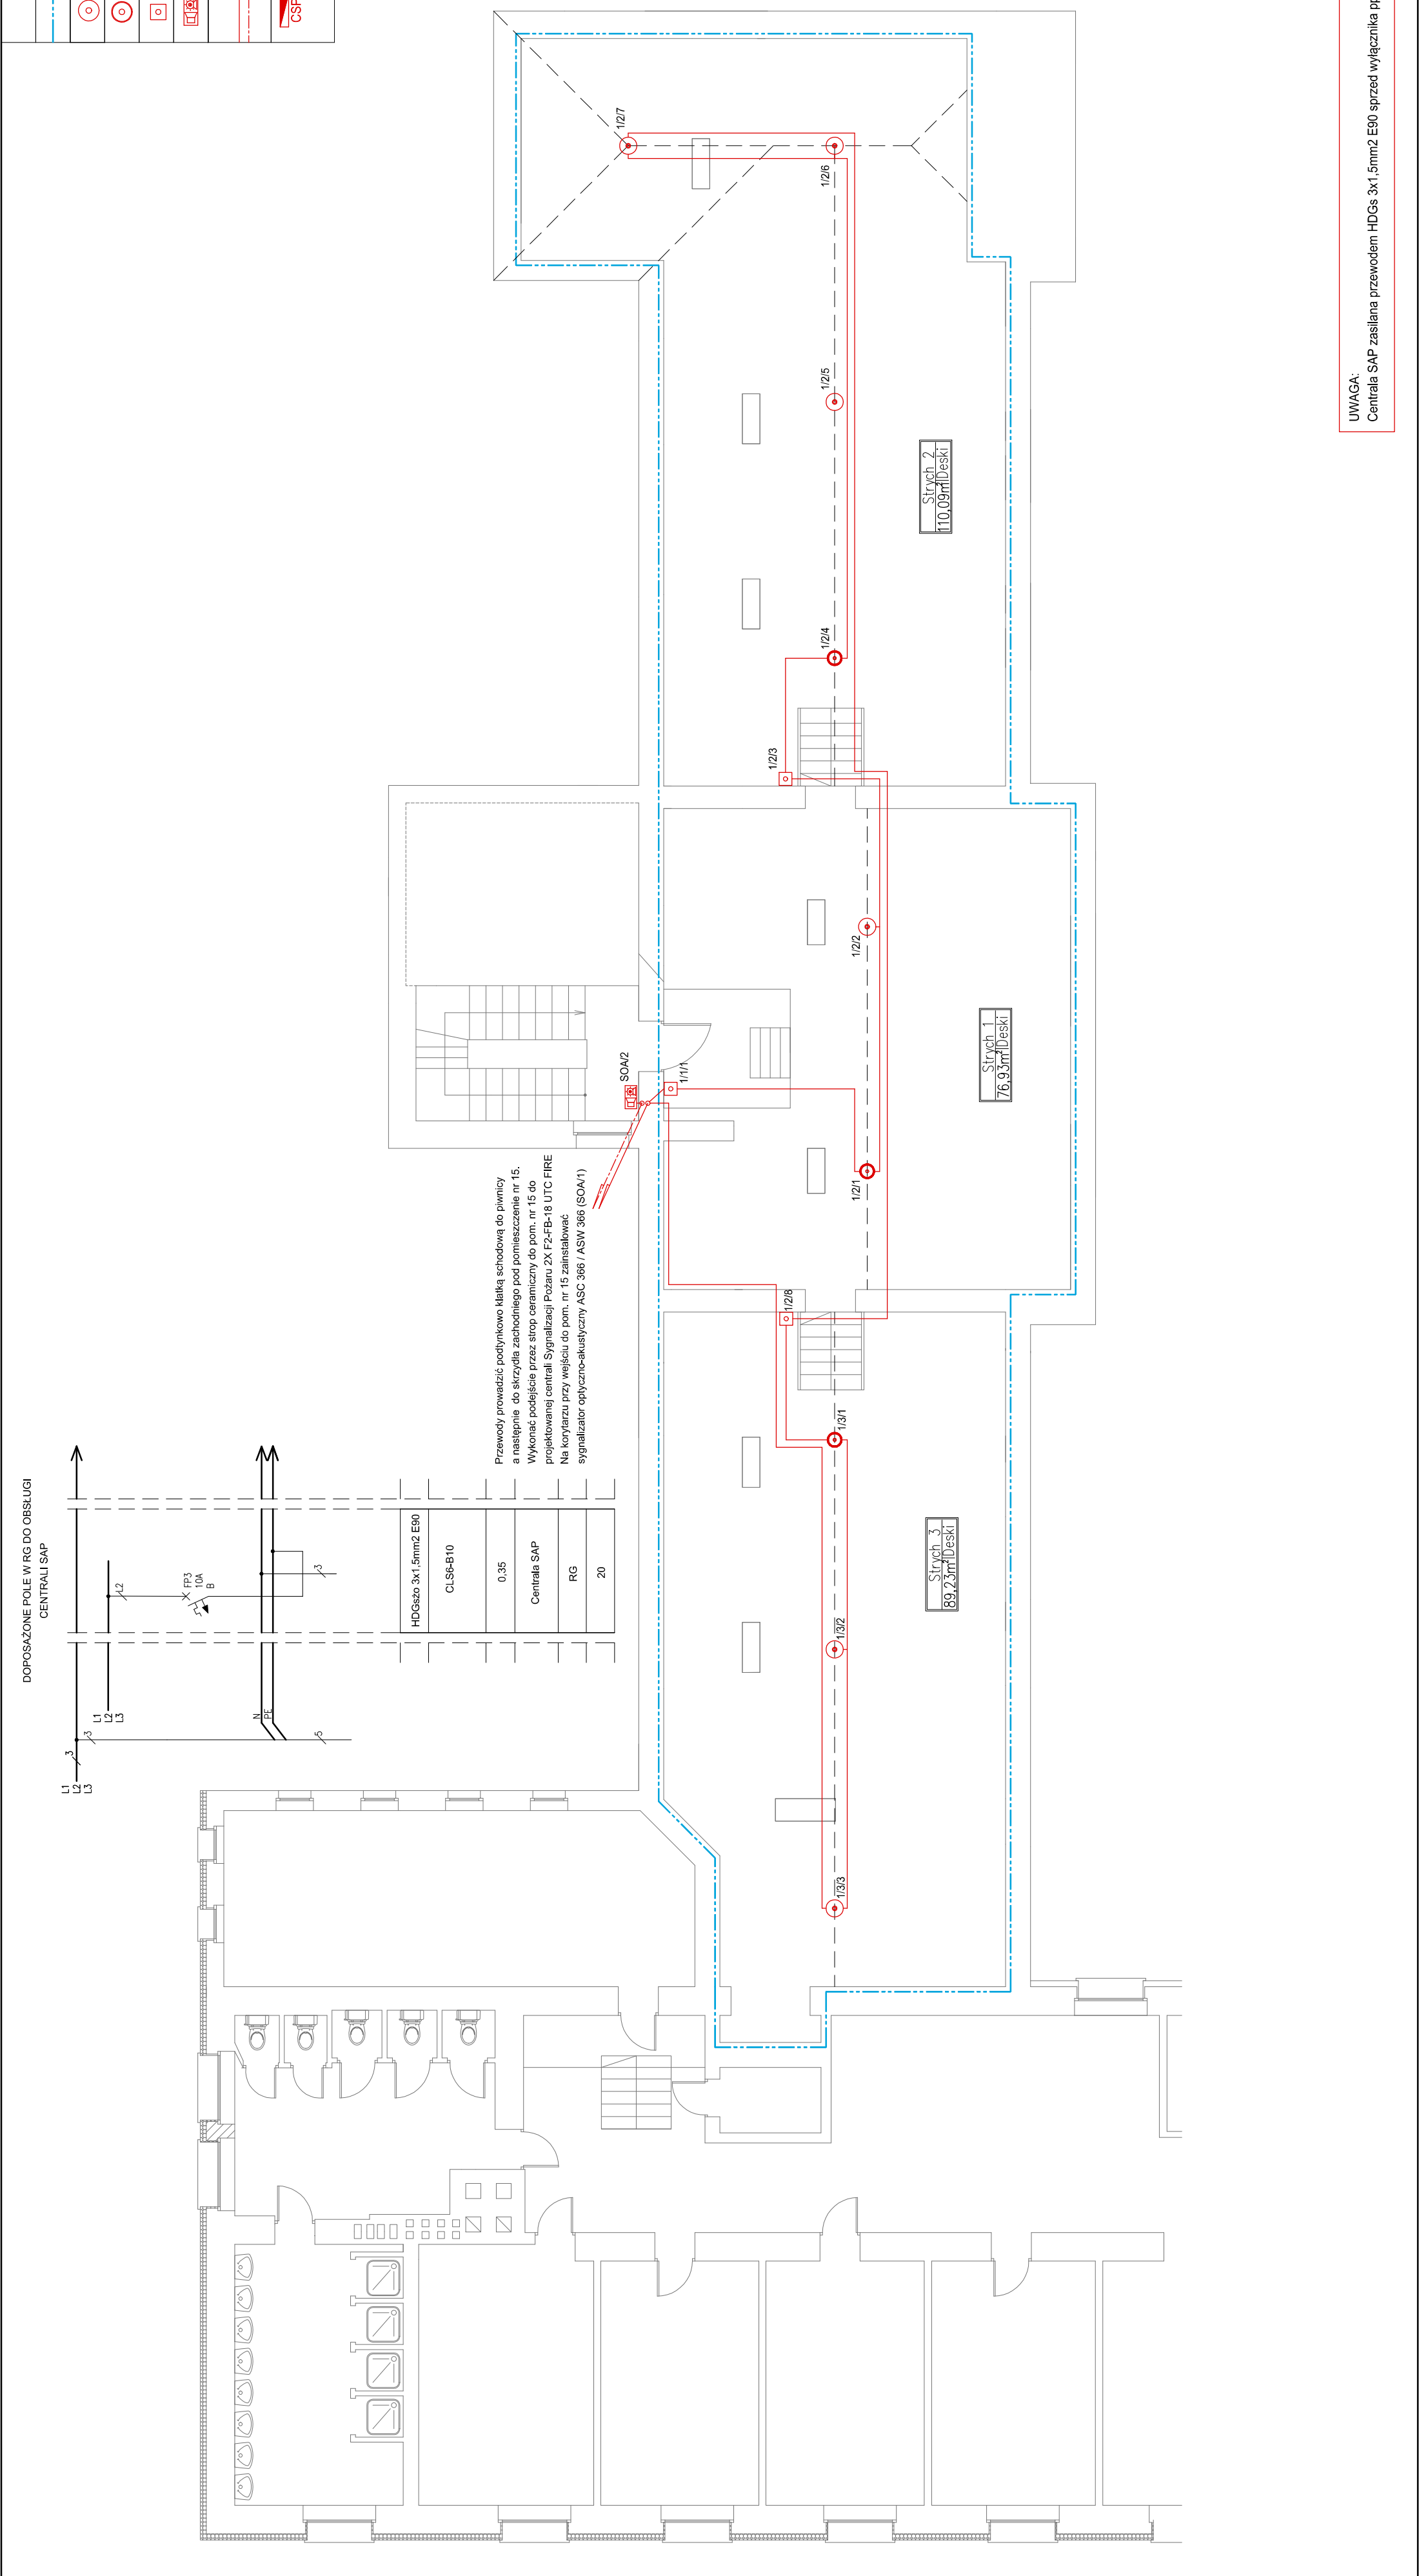 DOPOSAŻONE POLE W RG DO OBSŁUGI
CENTRALI SAP
L1
L2
L3
3
3
L1
L2
L3
L2
FP3
10A
B
N
PE
5
3
HDGsżo 3x1,5mm2 E90
CLS6-B10
0,35
Centrala SAP
RG
20
Przewody prowadzić podtynkowo klatką schodową do piwnicy
a następnie do skrzydła zachodniego pod pomieszczenie nr 15.
Wykonać podejście przez strop ceramiczny do pom. nr 15 do
projektowanej centrali Sygnalizacji Pożaru 2X F2-FB-18 UTC FIRE
Na korytarzu przy wejściu do pom. nr 15 zainstalować
sygnalizator optyczno-akustyczny ASC 366 / ASW 366 (SOA/1)
SOA/2
1/1/1
1/2/1
1/2/2
1/2/3
1/2/4
1/2/5
1/2/6
1/2/7
1/2/8
1/3/1
1/3/2
1/3/3
Strych 3
89,23m²|Deski
Strych 1
76,93m²|Deski
Strych 2
110,09m²|Deski
UWAGA:
Centrala SAP zasilana przewodem HDGs 3x1,5mm2 E90 sprzed wyłącznika